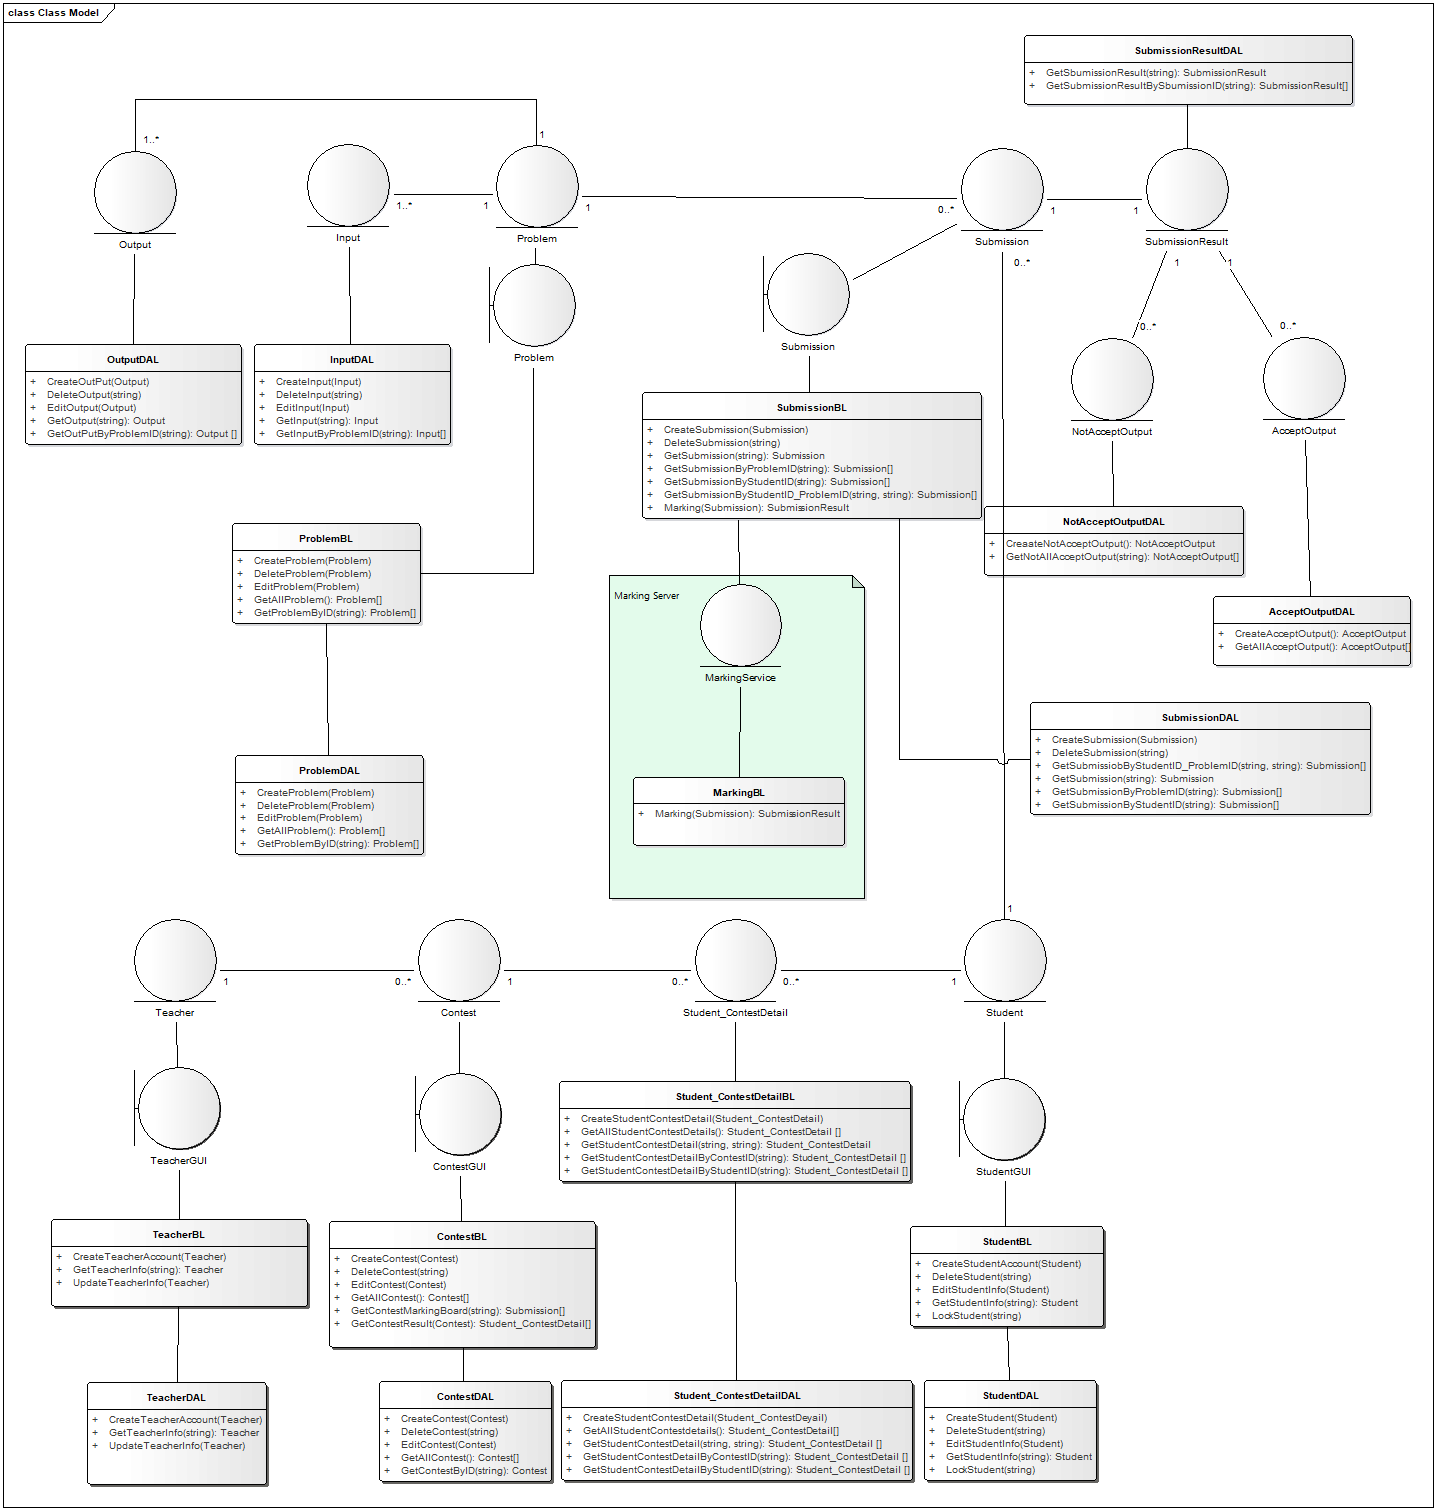 class Class Model
SubmissionResultDAL
+ GetSbumissionResult(string): SubmissionResult
+ GetSubmissionResultBySbumissionID(string): SubmissionResult[]
1..*
1
1..*
1
1
0..*
1
1
Output
Input
Problem
Submission
SubmissionResult
0..*
1
1
0..*
0..*
Submission
Problem
OutputDAL
+ CreateOutPut(Output)
+ DeleteOutput(string)
+ EditOutput(Output)
+ GetOutput(string): Output
+ GetOutPutByProblemID(string): Output []
InputDAL
+ CreateInput(Input)
+ DeleteInput(string)
+ EditInput(Input)
+ GetInput(string): Input
+ GetInputByProblemID(string): Input[]
SubmissionBL
+ CreateSubmission(Submission)
+ DeleteSubmission(string)
+ GetSubmission(string): Submission
+ GetSubmissionByProblemID(string): Submission[]
+ GetSubmissionByStudentID(string): Submission[]
+ GetSubmissionByStudentID_ProblemID(string, string): Submission[]
+ Marking(Submission): SubmissionResult
NotAcceptOutput
AcceptOutput
NotAcceptOutputDAL
+ CreaateNotAcceptOutput(): NotAcceptOutput
+ GetNotAllAcceptOutput(string): NotAcceptOutput[]
ProblemBL
+ CreateProblem(Problem)
+ DeleteProblem(Problem)
+ EditProblem(Problem)
+ GetAllProblem(): Problem[]
+ GetProblemByID(string): Problem[]
Marking Server
MarkingService
AcceptOutputDAL
+ CreateAcceptOutput(): AcceptOutput
+ GetAllAcceptOutput(): AcceptOutput[]
SubmissionDAL
+ CreateSubmission(Submission)
+ DeleteSubmission(string)
+ GetSubmissiobByStudentID_ProblemID(string, string): Submission[]
+ GetSubmission(string): Submission
+ GetSubmissionByProblemID(string): Submission[]
+ GetSubmissionByStudentID(string): Submission[]
ProblemDAL
+ CreateProblem(Problem)
+ DeleteProblem(Problem)
+ EditProblem(Problem)
+ GetAllProblem(): Problem[]
+ GetProblemByID(string): Problem[]
MarkingBL
+ Marking(Submission): SubmissionResult
1
1
0..*
1
0..*
0..*
1
Teacher
Contest
Student_ContestDetail
Student
TeacherGUI
ContestGUI
StudentGUI
Student_ContestDetailBL
+ CreateStudentContestDetail(Student_ContestDetail)
+ GetAllStudentContestDetails(): Student_ContestDetail []
+ GetStudentContestDetail(string, string): Student_ContestDetail
+ GetStudentContestDetailByContestID(string): Student_ContestDetail []
+ GetStudentContestDetailByStudentID(string): Student_ContestDetail []
TeacherBL
+ CreateTeacherAccount(Teacher)
+ GetTeacherInfo(string): Teacher
+ UpdateTeacherInfo(Teacher)
ContestBL
+ CreateContest(Contest)
+ DeleteContest(string)
+ EditContest(Contest)
+ GetAllContest(): Contest[]
+ GetContestMarkingBoard(string): Submission[]
+ GetContestResult(Contest): Student_ContestDetail[]
StudentBL
+ CreateStudentAccount(Student)
+ DeleteStudent(string)
+ EditStudentInfo(Student)
+ GetStudentInfo(string): Student
+ LockStudent(string)
TeacherDAL
+ CreateTeacherAccount(Teacher)
+ GetTeacherInfo(string): Teacher
+ UpdateTeacherInfo(Teacher)
ContestDAL
+ CreateContest(Contest)
+ DeleteContest(string)
+ EditContest(Contest)
+ GetAllContest(): Contest[]
+ GetContestByID(string): Contest
Student_ContestDetailDAL
+ CreateStudentContestDetail(Student_ContestDeyail)
+ GetAllStudentContestdetails(): Student_ContestDetail[]
+ GetStudentContestDetail(string, string): Student_ContestDetail []
+ GetStudentContestDetailByContestID(string): Student_ContestDetail []
+ GetStudentContestDetailByStudentID(string): Student_ContestDetail []
StudentDAL
+ CreateStudent(Student)
+ DeleteStudent(string)
+ EditStudentInfo(Student)
+ GetStudentInfo(string): Student
+ LockStudent(string)